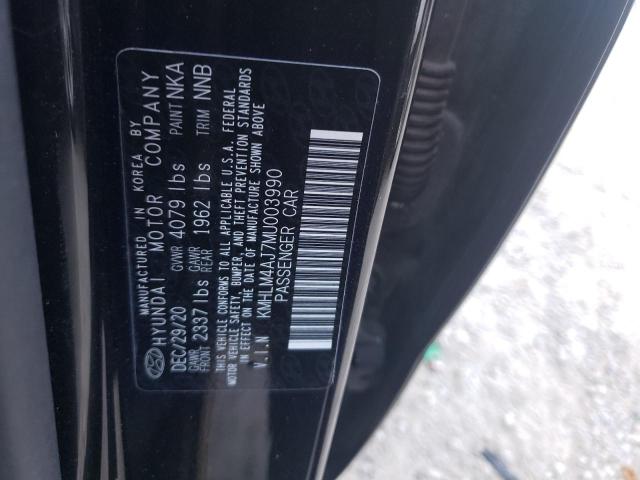 MANUFACTURED IN KOREA BY
HYUNDAI MOTOR COMPANY
DEC/29/20 GVWR 4079 lbs PAINT NKA
GAWR FRONT 2337 lbs GAWR REAR 1962 lbs TRIM NNB
THIS VEHICLE CONFORMS TO ALL APPLICABLE U.S.A. FEDERAL
MOTOR VEHICLE SAFETY, BUMPER, AND THEFT PREVENTION STANDARDS
IN EFFECT ON THE DATE OF MANUFACTURE SHOWN ABOVE
V.I.N KMHLM4AJ7MU003990
PASSENGER CAR